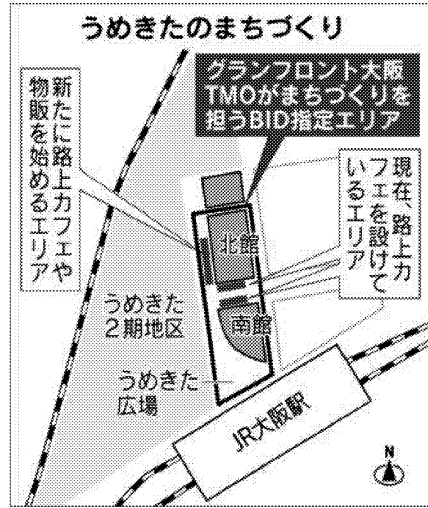 うめきたのまちづくり
グランフロント大阪
TMOがまちづくりを
担うBID指定エリア
新たに路上カフェや
物販を始めるエリア
現在、路上カ
フェを設けて
いるエリア
北館
うめきた
2期地区
南館
うめきた
広場
JR大阪駅
N